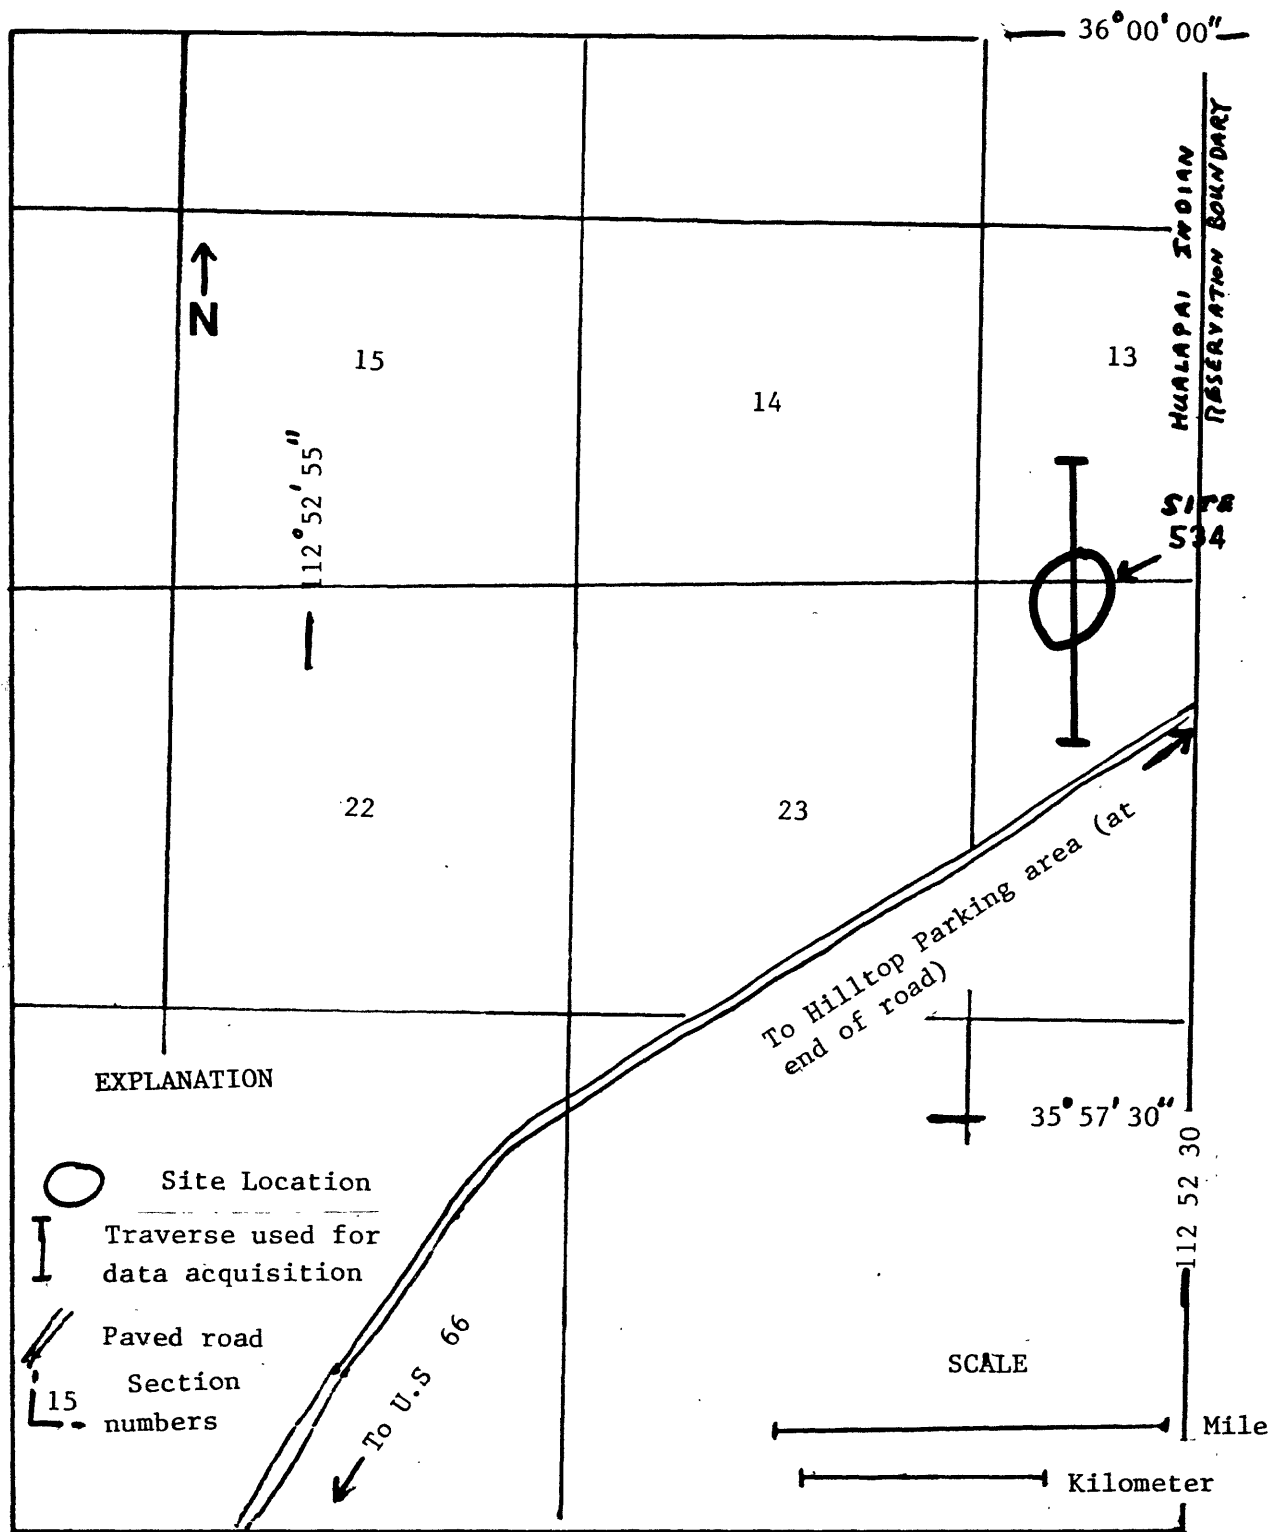 36°00'00"
HUALAPAI INDIAN
RESERVATION BOUNDARY
N
15
14
13
112°52'55"
SITE
534
22
23
To Hilltop Parking area (at
end of road)
EXPLANATION
35°57'30"
112 52 30
Site Location
Traverse used for
data acquisition
Paved road
15
Section
numbers
To U.S 66
SCALE
Mile
Kilometer